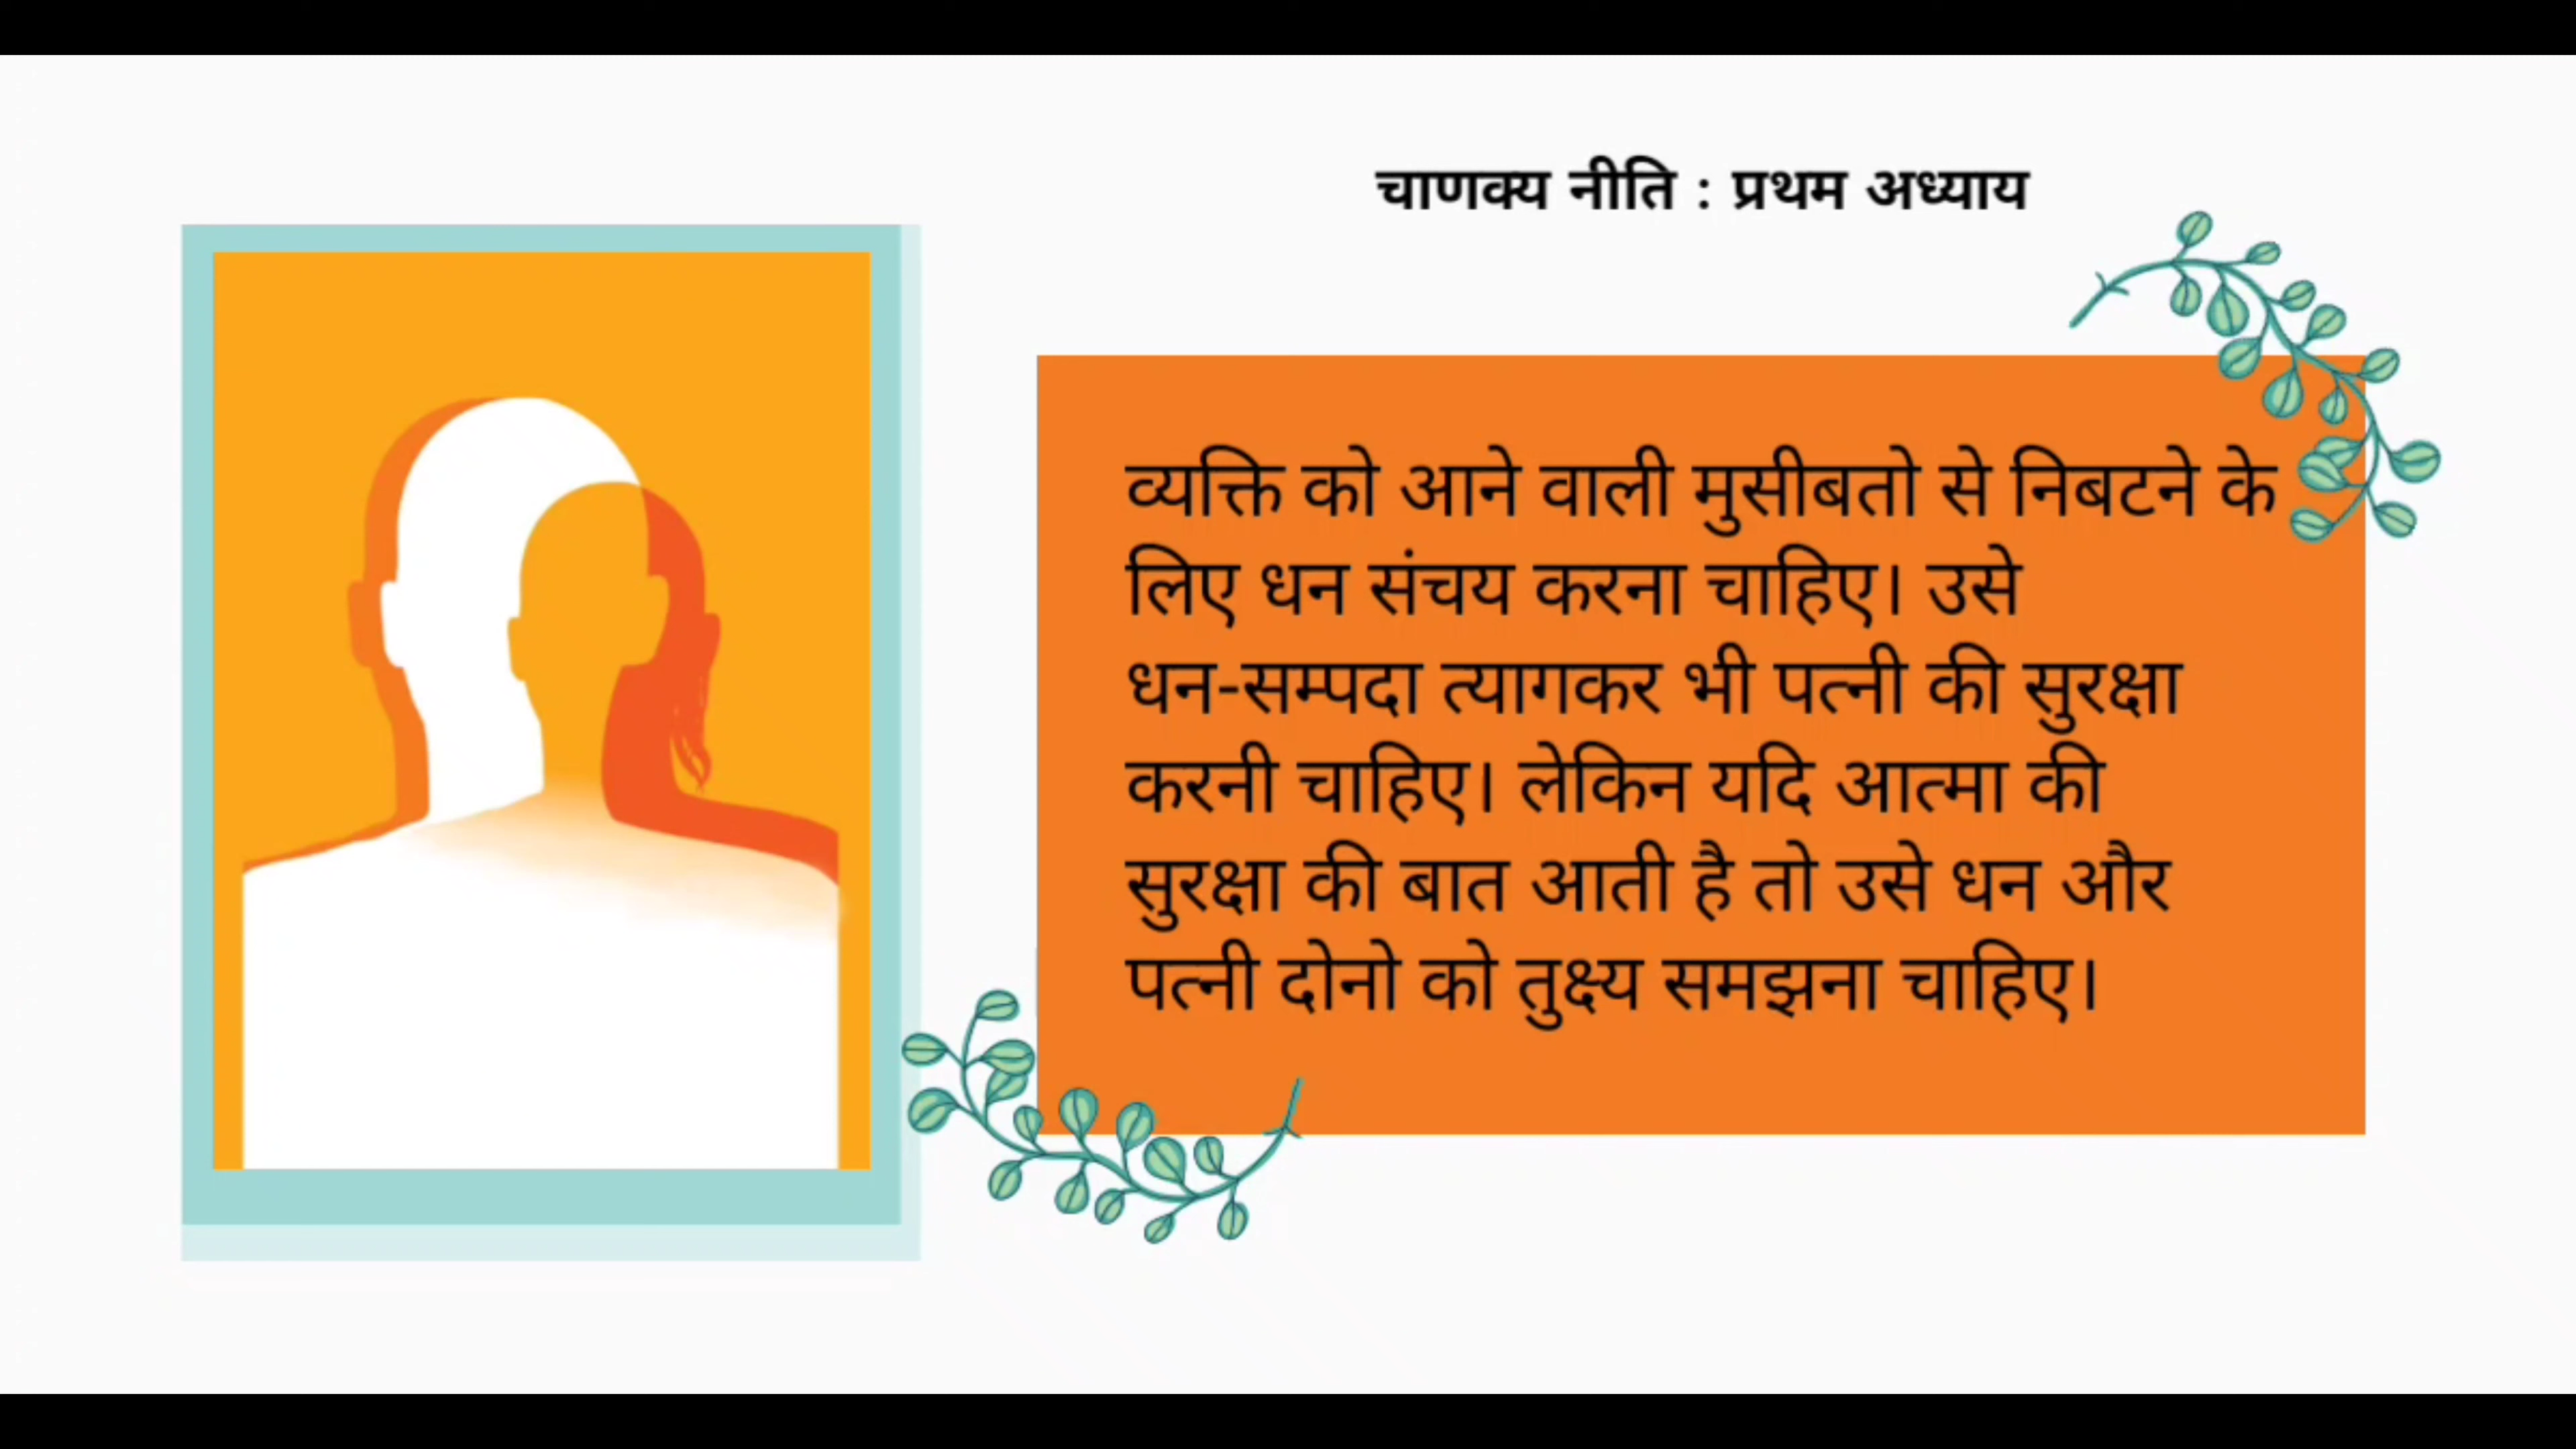 चाणक्य नीति : प्रथम अध्याय
व्यक्ति को आने वाली मुसीबतो से निबटने के
लिए धन संचय करना चाहिए। उसे
धन-सम्पदा त्यागकर भी पत्नी की सुरक्षा
करनी चाहिए। लेकिन यदि आत्मा की
सुरक्षा की बात आती है तो उसे धन और
पत्नी दोनो को तुक्ष्य समझना चाहिए।